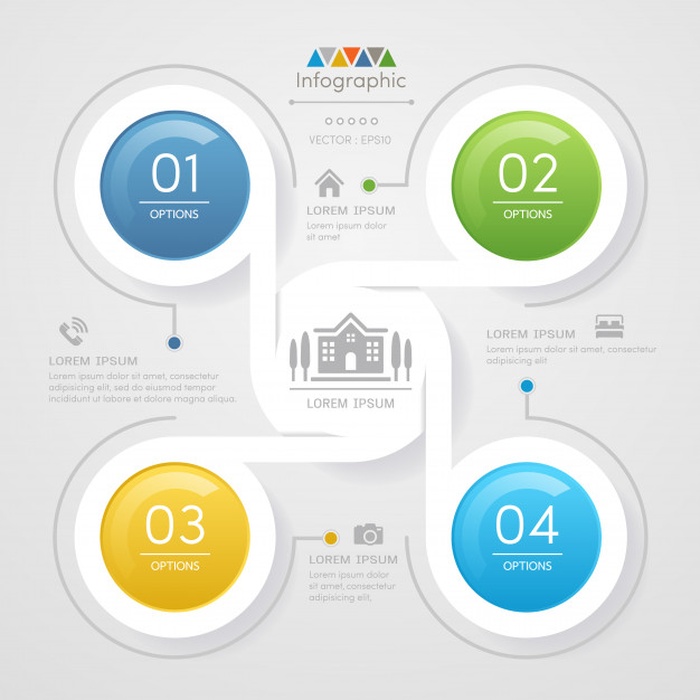 Infographic
VECTOR : EPS10
01
OPTIONS
02
OPTIONS
LOREM IPSUM
Lorem ipsum dolor
sit amet
LOREM IPSUM
Lorem ipsum dolor sit amet, consectetur
adipiscing elit, sed do eiusmod tempor
incididunt ut labore et dolore magna aliqua.
LOREM IPSUM
LOREM IPSUM
Lorem ipsum dolor sit amet, consectetur
adipiscing elit
03
OPTIONS
LOREM IPSUM
Lorem ipsum dolor
sit amet, consectetur
adipiscing elit,
04
OPTIONS